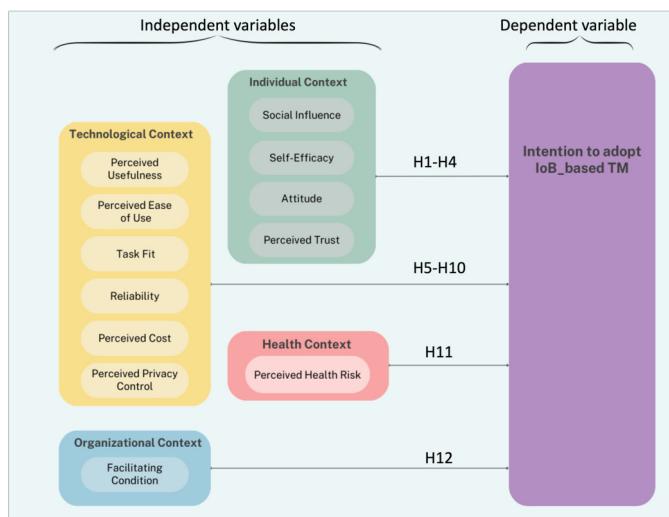 Independent variables
Dependent variable
Individual Context
Social Influence
Self-Efficacy
Attitude
Perceived Trust
Technological Context
Perceived
Usefulness
Perceived Ease
of Use
Task Fit
Reliability
Perceived Cost
Perceived Privacy
Control
Health Context
Perceived Health Risk
Organizational Context
Facilitating
Condition
H1-H4
H5-H10
H11
H12
Intention to adopt
IoB_based TM